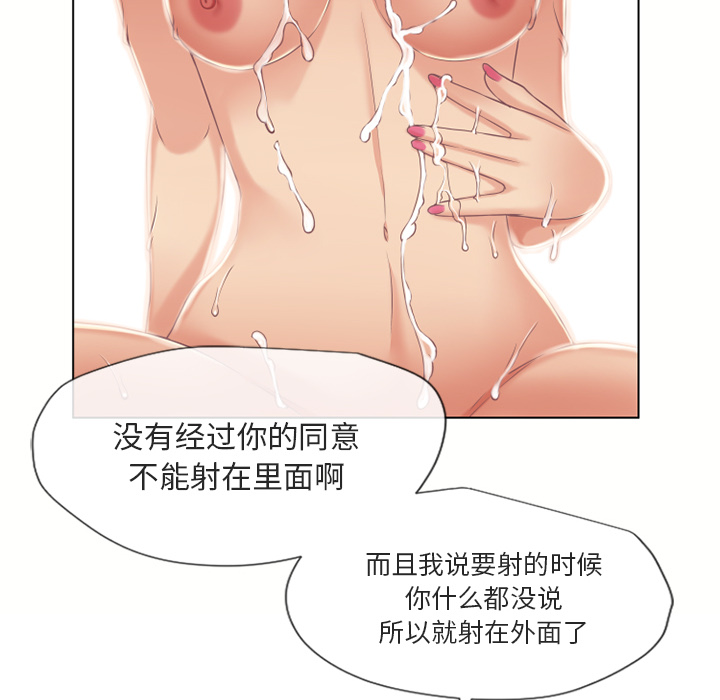 没有经过你的同意
不能射在里面啊
而且我说要射的时候
你什么都没说
所以就射在外面了